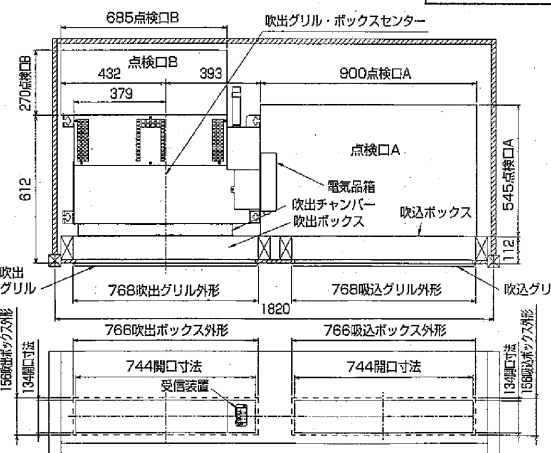 685点検口B
吹出グリル・ボックスセンター
270点検口B
点検口B
432
393
900点検口A
379
612
点検口A
545点検口A
電気品箱
吹出チャンバー
吹出ボックス
吹込ボックス
112
吹出
グリル
768吹出グリル外形
768吸込グリル外形
吹込グリ
1820
766吹出ボックス外形
766吸込ボックス外形
156吹出ボックス外形
134開口寸法
744開口寸法
744開口寸法
受信装置
134開口寸法
156吸込ボックス外形